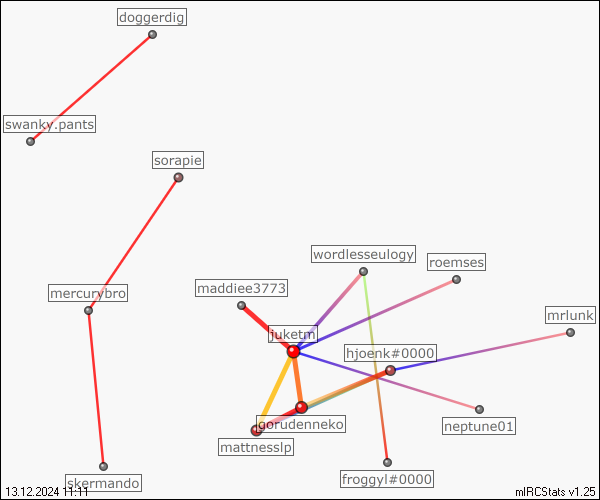 doggerdig
swanky.pants
sorapie
wordlesseulogy
roemses
maddiee3773
mercurybro
mrlunk
juketm
hjoenk#0000
gorudenneko
neptune01
mattnesslp
froggyl#0000
skermando
13.12.2024 11:11
mIRCStats v1.25